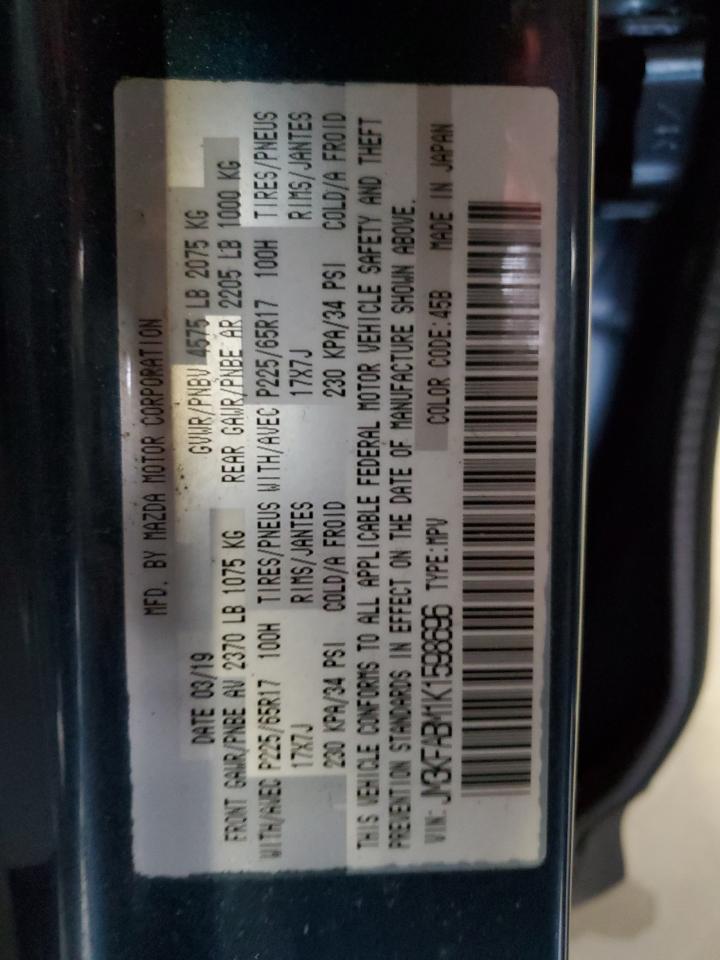 MFD. BY MAZDA MOTOR CORPORATION
DATE 03/19 GVWR/PNBV 4575 LB 2075 KG
FRONT GAWR/PNBE AV 2370 LB 1075 KG REAR GAWR/PNBE AR 2205 LB 1000 KG
WITH/AVEC P225/65R17 100H TIRES/PNEUS WITH/AVEC P225/65R17 100H TIRES/PNEUS
17X7J RIMS/JANTES 17X7J RIMS/JANTES
230 KPA/34 PSI COLD/A FROID 230 KPA/34 PSI COLD/A FROID
THIS VEHICLE CONFORMS TO ALL APPLICABLE FEDERAL MOTOR VEHICLE SAFETY AND THEFT
PREVENTION STANDARDS IN EFFECT ON THE DATE OF MANUFACTURE SHOWN ABOVE.
VIN: JM3KFABM1K1598696 TYPE:MPV COLOR CODE:45B MADE IN JAPAN